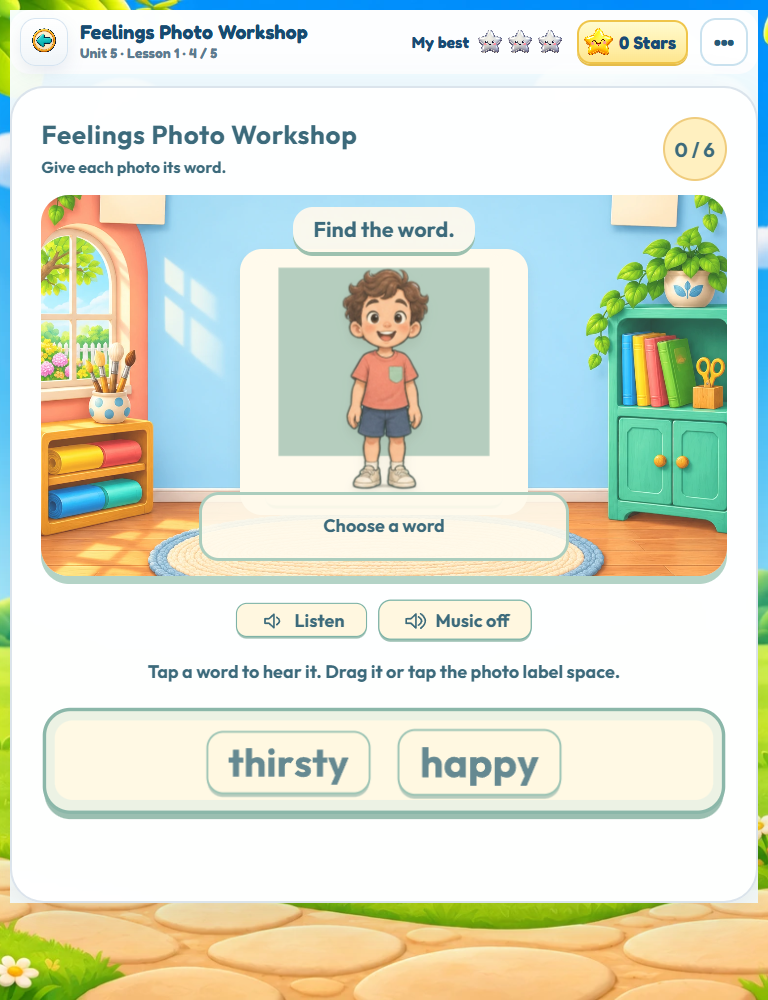 Feelings Photo Workshop
Unit 5 · Lesson 1 · 4 / 5
My best
0 Stars
Feelings Photo Workshop
Give each photo its word.
0 / 6
Find the word.
Choose a word
Listen
Music off
Tap a word to hear it. Drag it or tap the photo label space.
thirsty
happy